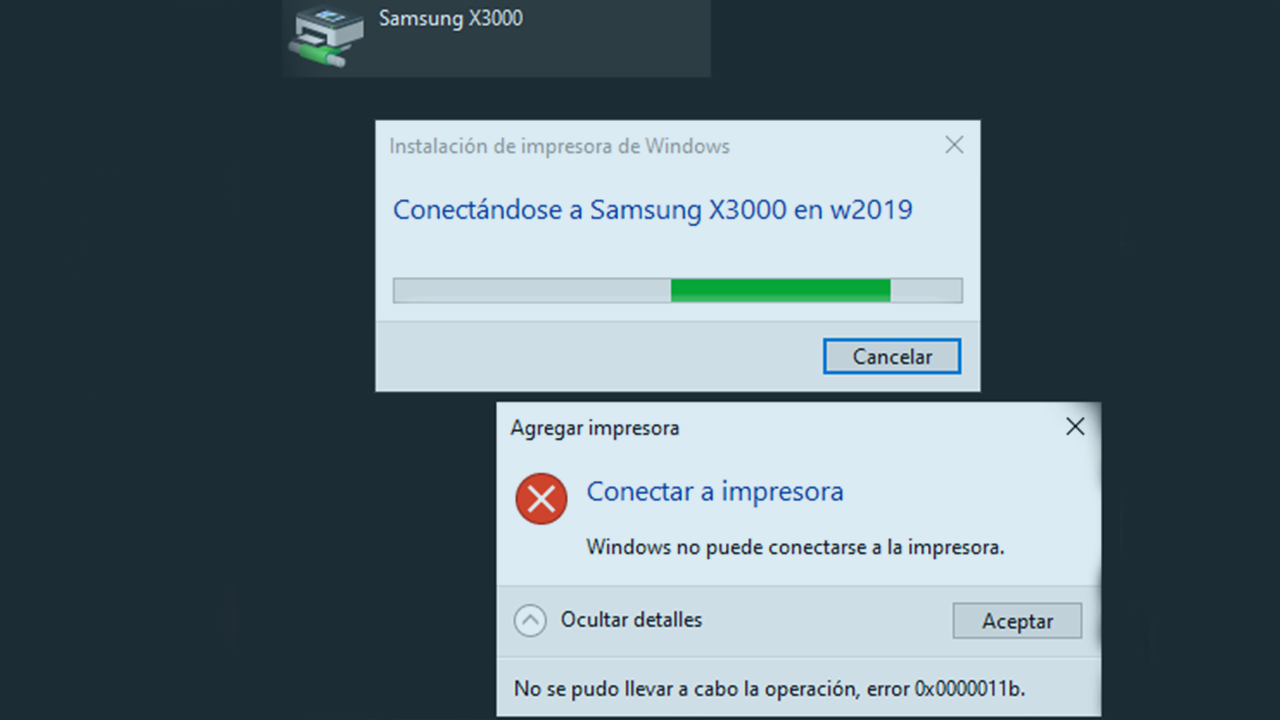 Samsung X3000
Instalación de impresora de Windows
Conectándose a Samsung X3000 en w2019
Cancelar
Agregar impresora
Conectar a impresora
Windows no puede conectarse a la impresora.
Ocultar detalles
Aceptar
No se pudo llevar a cabo la operación, error 0x0000011b.